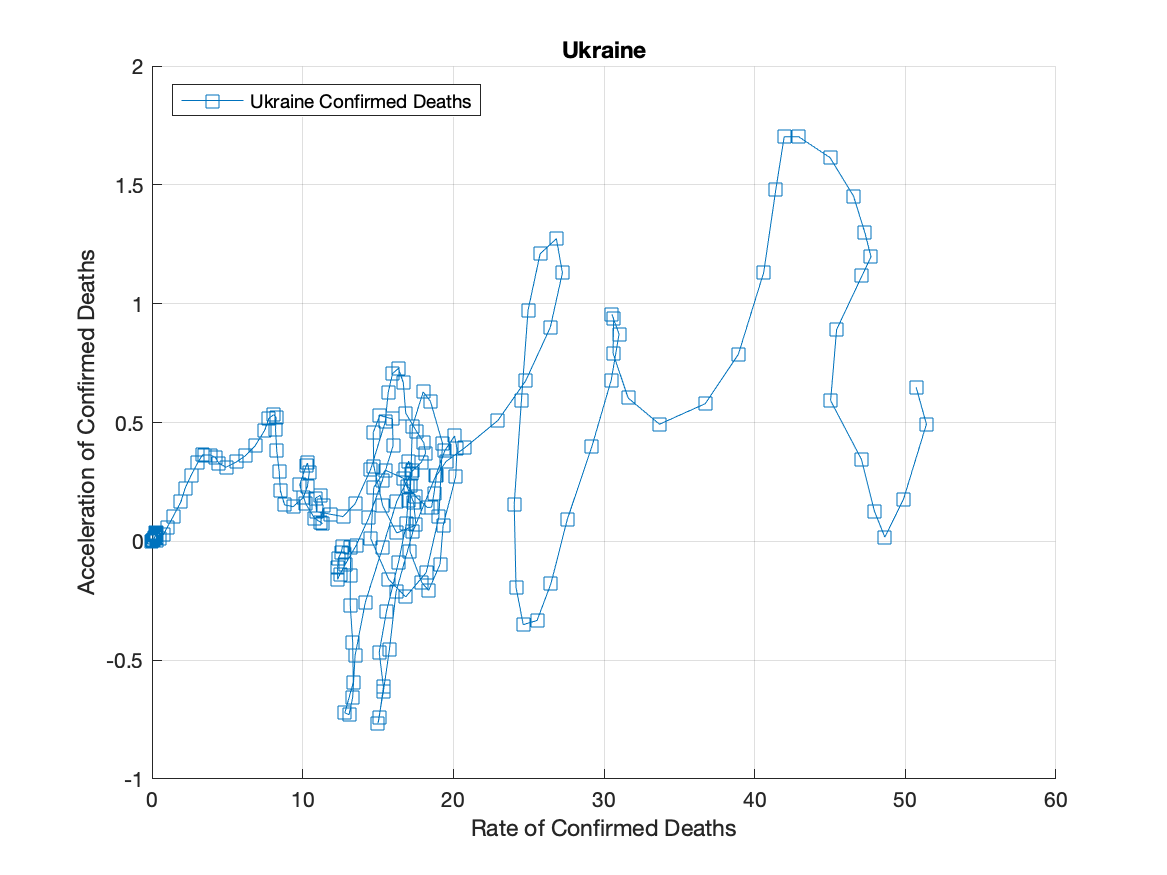 Ukraine
Ukraine Confirmed Deaths
2
1.5
1
0.5
0
-0.5
-1
Acceleration of Confirmed Deaths
0 10 20 30 40 50 60
Rate of Confirmed Deaths